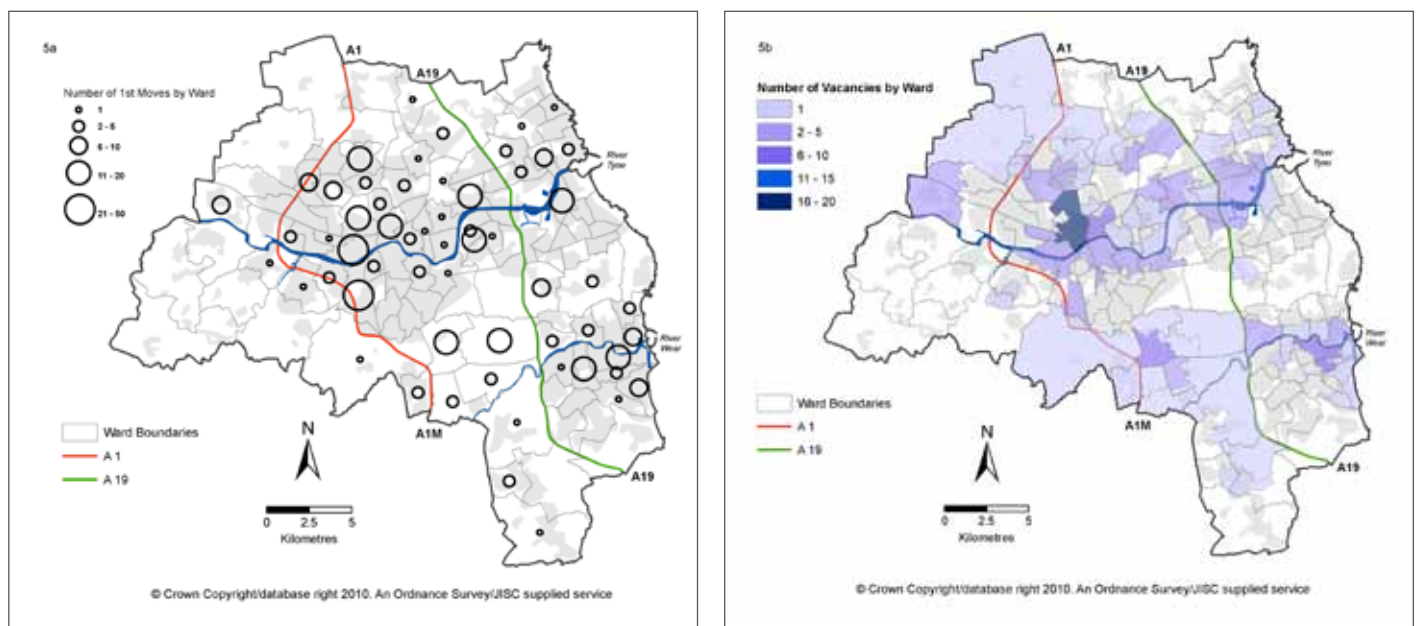 5a
A1
A19
Number of 1st Moves by Ward
1
2 - 5
6 - 10
11 - 20
21 - 50
River
Tyne
River
Wear
Ward Boundaries
A 1
A 19
N
A1M
A19
0 2.5 5
Kilometres
© Crown Copyright/database right 2010. An Ordnance Survey/JISC supplied service
5b
A1
A19
Number of Vacancies by Ward
1
2 - 5
6 - 10
11 - 15
16 - 20
River
Tyne
River
Wear
Ward Boundaries
A 1
A 19
N
A1M
A19
0 2.5 5
Kilometres
© Crown Copyright/database right 2010. An Ordnance Survey/JISC supplied service